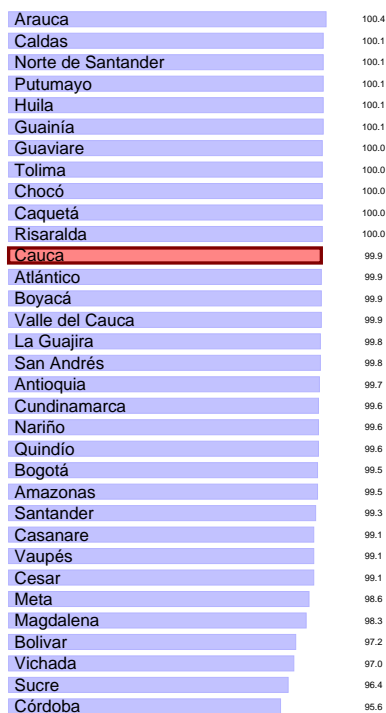 Arauca 100.4
Caldas 100.1
Norte de Santander 100.1
Putumayo 100.1
Huila 100.1
Guainía 100.1
Guaviare 100.0
Tolima 100.0
Chocó 100.0
Caquetá 100.0
Risaralda 100.0
Cauca 99.9
Atlántico 99.9
Boyacá 99.9
Valle del Cauca 99.9
La Guajira 99.8
San Andrés 99.8
Antioquia 99.7
Cundinamarca 99.6
Nariño 99.6
Quindío 99.6
Bogotá 99.5
Amazonas 99.5
Santander 99.3
Casanare 99.1
Vaupés 99.1
Cesar 99.1
Meta 98.6
Magdalena 98.3
Bolivar 97.2
Vichada 97.0
Sucre 96.4
Córdoba 95.6